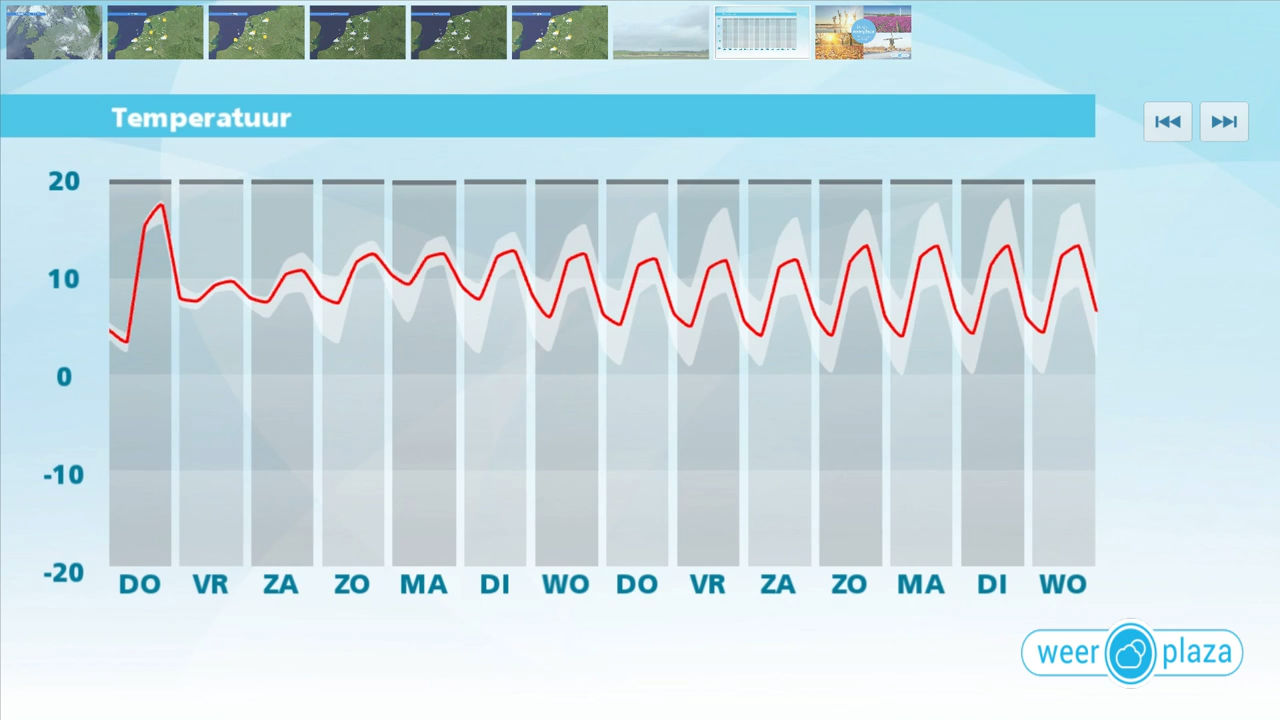 Temperatuur
20
10
0
-10
-20
DO VR ZA ZO MA DI WO DO VR ZA ZO MA DI WO
weer plaza